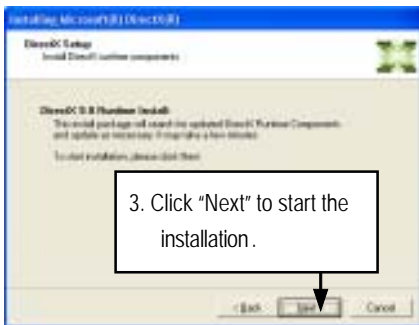 Installing Microsoft(R) DirectX(R)
DirectX Setup
Install DirectX runtime components
DirectX 9.0 Runtime Install:
This install package will search for updated DirectX Runtime Components
and update as necessary. It may take a few minutes.
To start installation, please click Next
3. Click “Next” to start the
installation.
< Back
Next >
Cancel